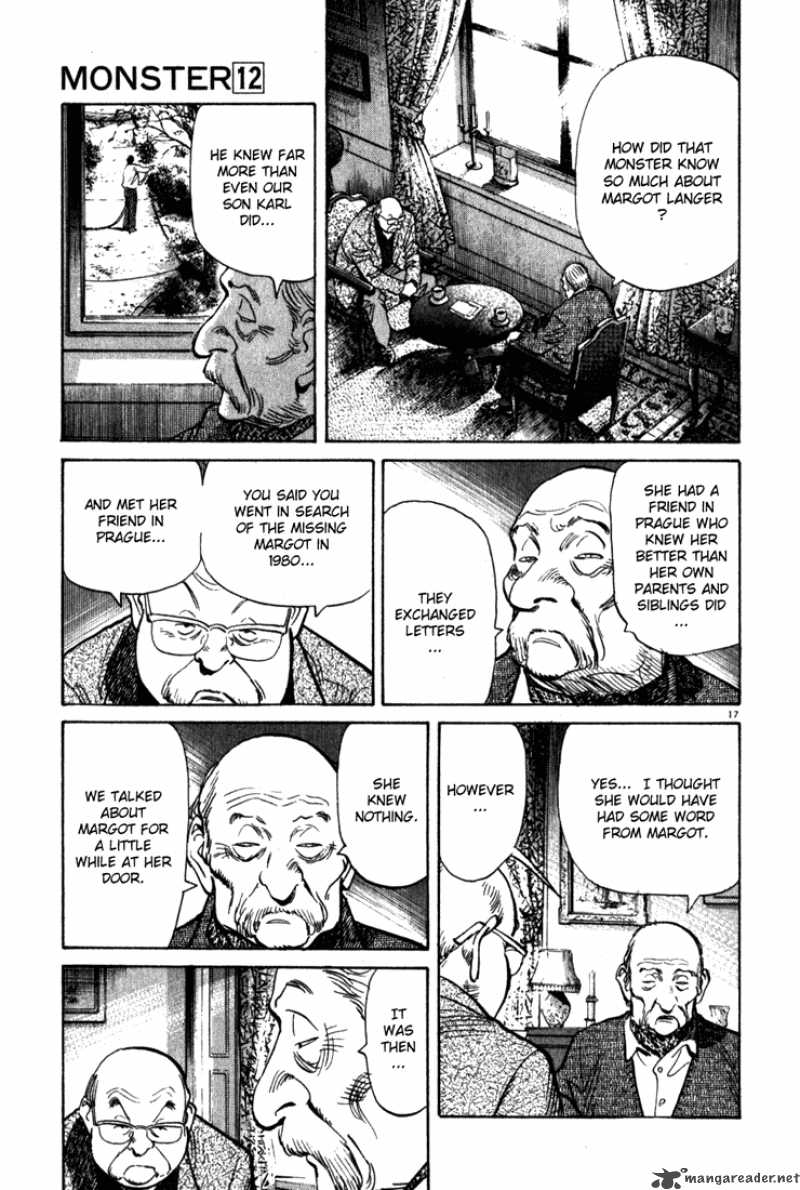 MONSTER 12
HOW DID THAT
MONSTER KNOW
SO MUCH ABOUT
MARGOT LANGER
?
HE KNEW FAR
MORE THAN
EVEN OUR
SON KARL
DID...
SHE HAD A
FRIEND IN
PRAGUE WHO
KNEW HER
BETTER THAN
HER OWN
PARENTS AND
SIBLINGS DID
...
THEY
EXCHANGED
LETTERS
...
YOU SAID YOU
WENT IN SEARCH
OF THE MISSING
MARGOT IN
1980...
AND MET HER
FRIEND IN
PRAGUE...
17
YES... I THOUGHT
SHE WOULD HAVE
HAD SOME WORD
FROM MARGOT.
HOWEVER
...
SHE
KNEW
NOTHING.
WE TALKED
ABOUT
MARGOT FOR
A LITTLE
WHILE AT HER
DOOR.
IT
WAS
THEN
...
mangareader.net